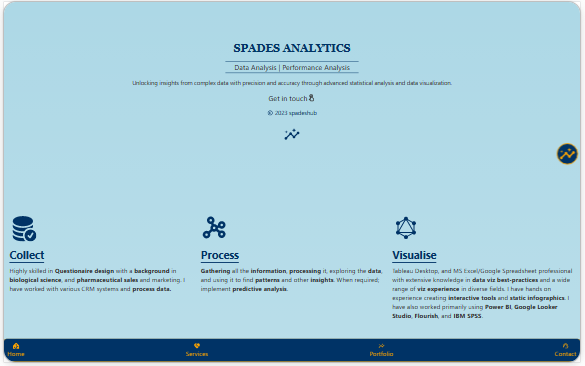 SPADES ANALYTICS
Data Analysis | Performance Analysis
Unlocking insights from complex data with precision and accuracy through advanced statistical analysis and data visualization.
Get in touch
© 2023 spadeshub
Collect
Highly skilled in Questionaire design with a background in
biological science, and pharmaceutical sales and marketing. I
have worked with various CRM systems and process data.
Process
Gathering all the information, processing it, exploring the data,
and using it to find patterns and other insights. When required;
implement predictive analysis.
Visualise
Tableau Desktop, and MS Excel/Google Spreadsheet professional
with extensive knowledge in data viz best-practices and a wide
range of viz experience in diverse fields. I have hands on
experience creating interactive tools and static infographics. I
have also worked primarily using Power BI, Google Looker
Studio, Flourish, and IBM SPSS.
Home
Services
Portfolio
Contact